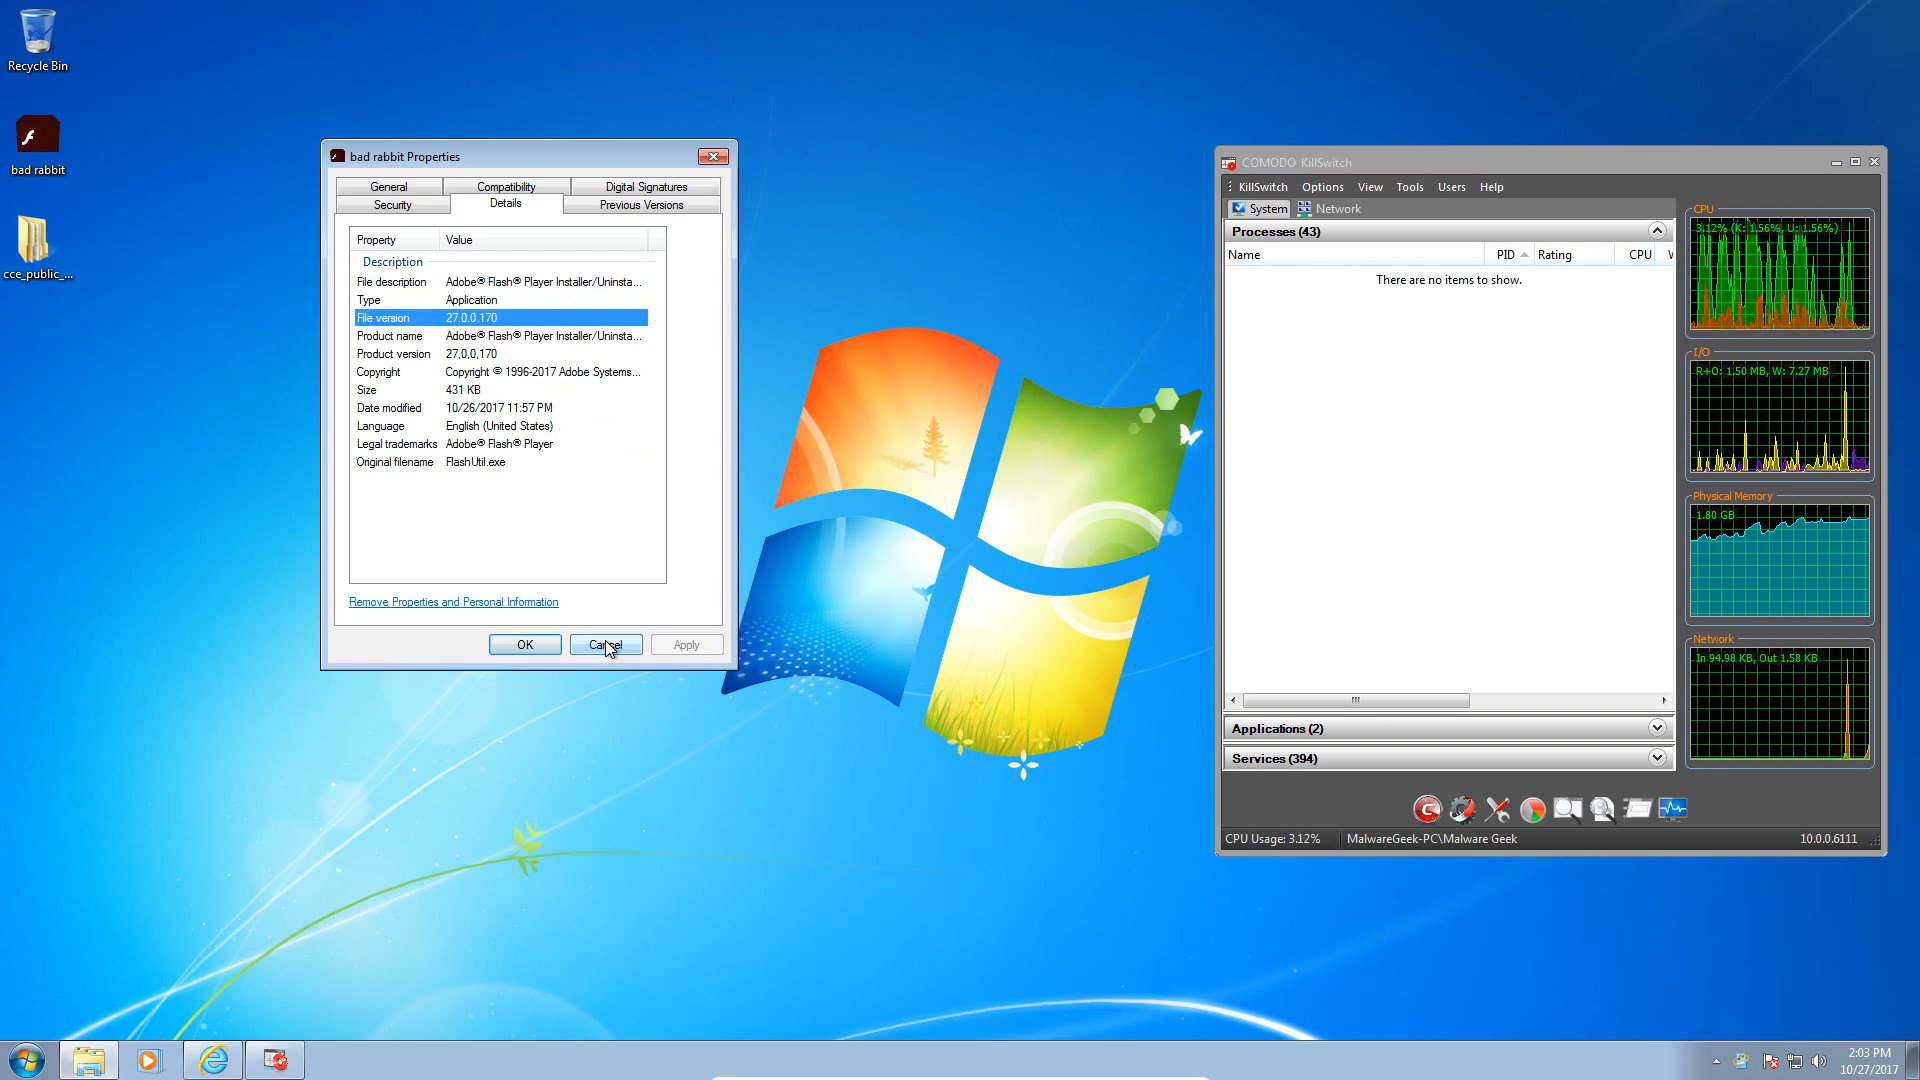 Recycle Bin
bad rabbit
cce_public_...
bad rabbit Properties
General
Compatibility
Digital Signatures
Security
Details
Previous Versions
Property
Value
Description
File description
Adobe® Flash® Player Installer/Uninsta...
Type
Application
File version
27.0.0.170
Product name
Adobe® Flash® Player Installer/Uninsta...
Product version
27,0,0,170
Copyright
Copyright © 1996-2017 Adobe Systems...
Size
431 KB
Date modified
10/26/2017 11:57 PM
Language
English (United States)
Legal trademarks
Adobe® Flash® Player
Original filename
FlashUtil.exe
Remove Properties and Personal Information
OK
Cancel
Apply
COMODO KillSwitch
KillSwitch
Options
View
Tools
Users
Help
System
Network
Processes (43)
Name
PID
Rating
CPU
There are no items to show.
Applications (2)
Services (394)
CPU
3.12% (K: 1.56%, U: 1.56%)
I/O
R+O: 1.50 MB, W: 7.27 MB
Physical Memory
1.80 GB
Network
In 94.98 KB, Out 1.58 KB
CPU Usage: 3.12%
MalwareGeek-PC\Malware Geek
10.0.0.6111
2:03 PM
10/27/2017